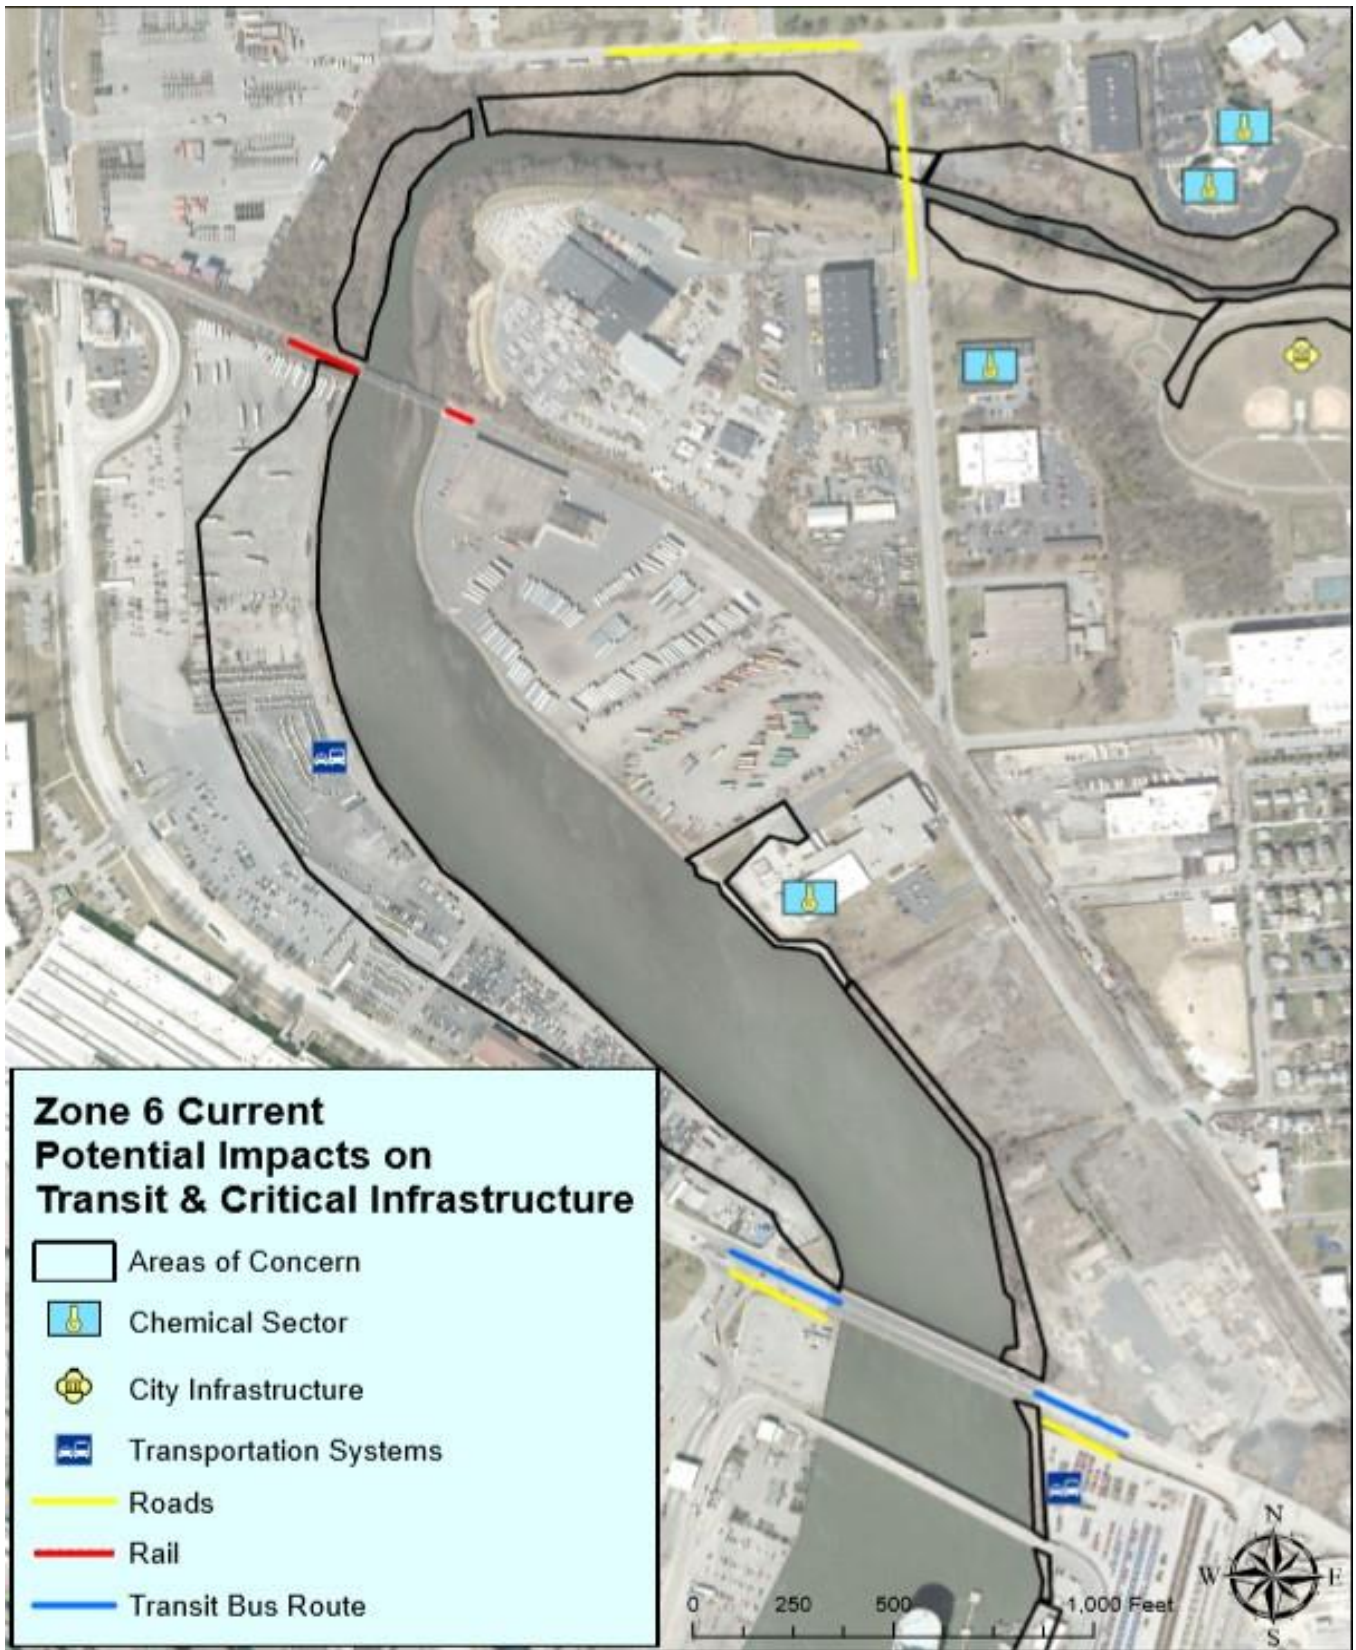 Zone 6 Current
Potential Impacts on
Transit & Critical Infrastructure
Areas of Concern
Chemical Sector
City Infrastructure
Transportation Systems
Roads
Rail
Transit Bus Route
0 250 500 1,000 Feet
N
W E
S